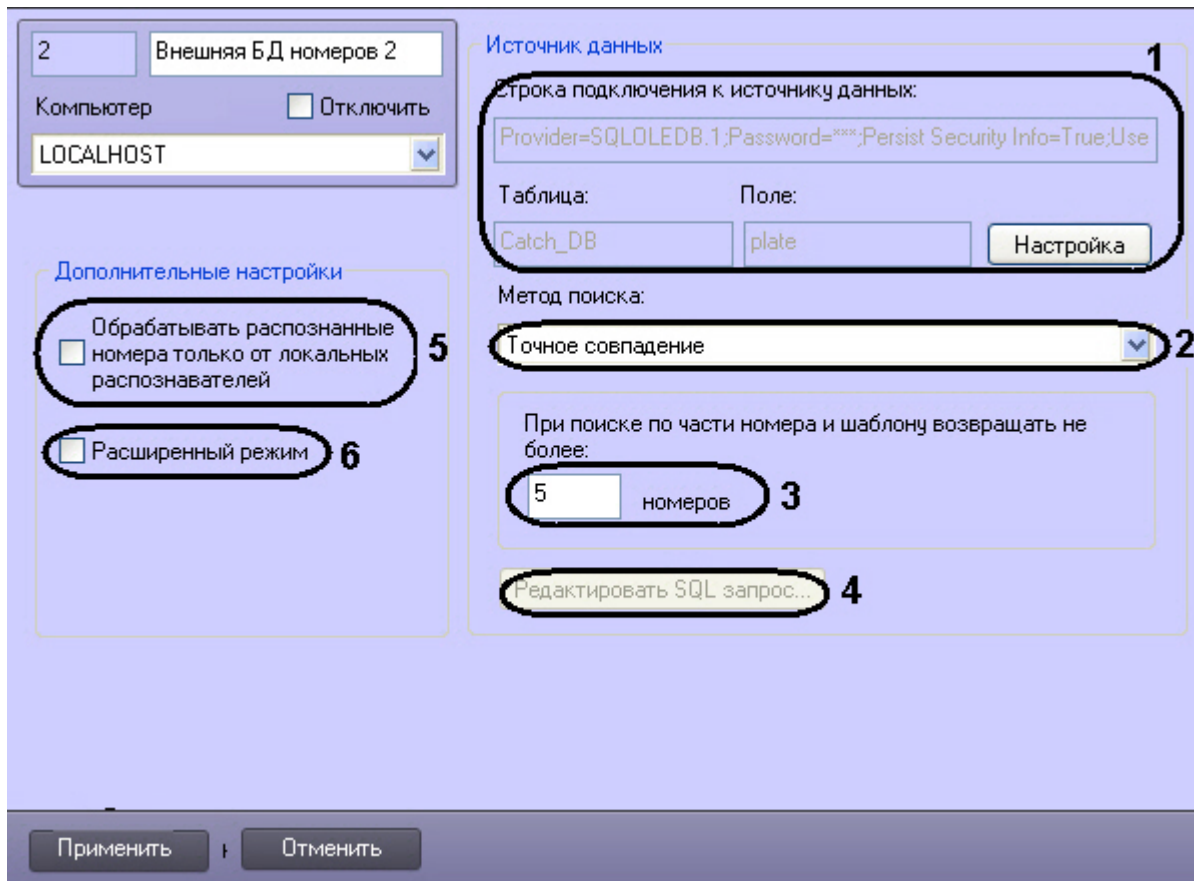 2
Внешняя БД номеров 2
Компьютер
Отключить
LOCALHOST
Источник данных
1
Строка подключения к источнику данных:
Provider=SQLOLEDB.1;Password=***;Persist Security Info=True;Use
Таблица:
Поле:
Catch_DB
plate
Настройка
Метод поиска:
Точное совпадение
2
При поиске по части номера и шаблону возвращать не
более:
5
номеров
3
Редактировать SQL запрос...
4
Дополнительные настройки
Обрабатывать распознанные
номера только от локальных
распознавателей
5
Расширенный режим
6
Применить
Отменить